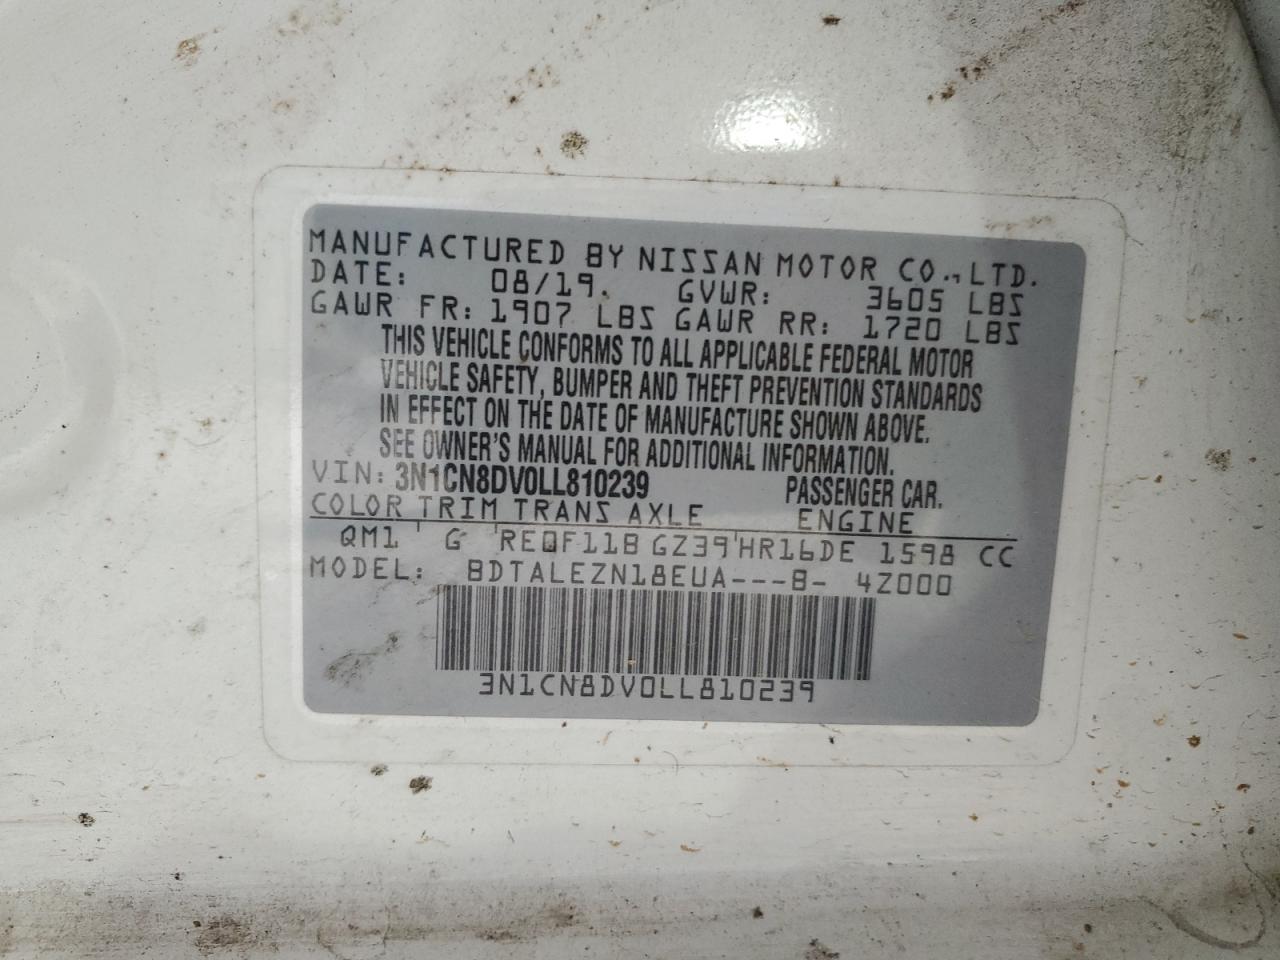 MANUFACTURED BY NISSAN MOTOR CO., LTD.
DATE: 08/19. GVWR: 3605 LBS
GAWR FR: 1907 LBS GAWR RR: 1720 LBS
THIS VEHICLE CONFORMS TO ALL APPLICABLE FEDERAL MOTOR
VEHICLE SAFETY, BUMPER AND THEFT PREVENTION STANDARDS
IN EFFECT ON THE DATE OF MANUFACTURE SHOWN ABOVE.
SEE OWNER'S MANUAL FOR ADDITIONAL INFORMATION.
VIN: 3N1CN8DV0LL810239 PASSENGER CAR.
COLOR TRIM TRANS AXLE ENGINE
QM1 G RE0F11B GZ39 HR16DE 1598 CC
MODEL: BDTALEZN18EUA---B- 4Z000
3N1CN8DV0LL810239